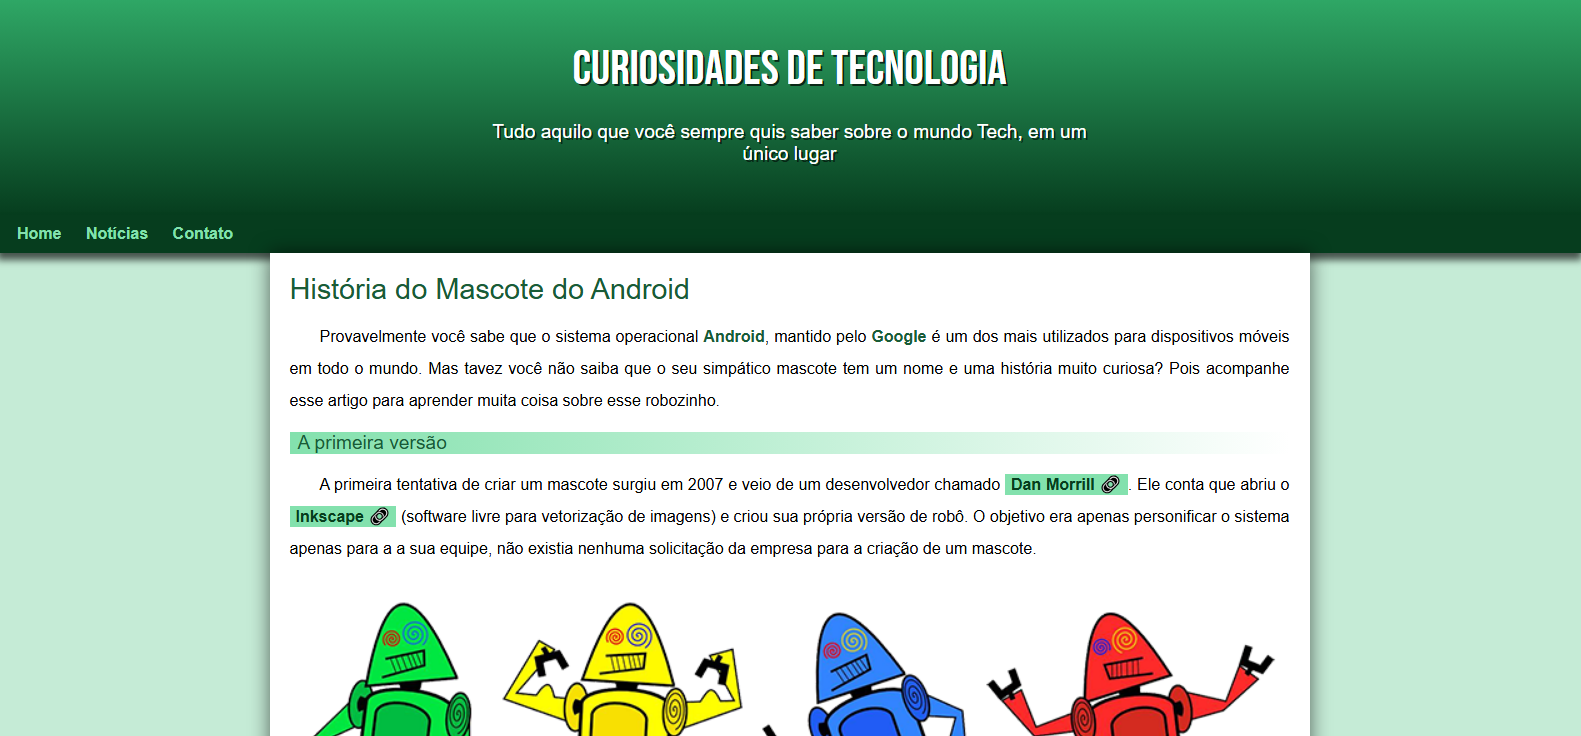 CURIOSIDADES DE TECNOLOGIA
Tudo aquilo que você sempre quis saber sobre o mundo Tech, em um
único lugar
Home Notícias Contato
História do Mascote do Android
Provavelmente você sabe que o sistema operacional Android, mantido pelo Google é um dos mais utilizados para dispositivos móveis
em todo o mundo. Mas tavez você não saiba que o seu simpático mascote tem um nome e uma história muito curiosa? Pois acompanhe
esse artigo para aprender muita coisa sobre esse robozinho.
A primeira versão
A primeira tentativa de criar um mascote surgiu em 2007 e veio de um desenvolvedor chamado Dan Morrill . Ele conta que abriu o
Inkscape (software livre para vetorização de imagens) e criou sua própria versão de robô. O objetivo era apenas personificar o sistema
apenas para a a sua equipe, não existia nenhuma solicitação da empresa para a criação de um mascote.